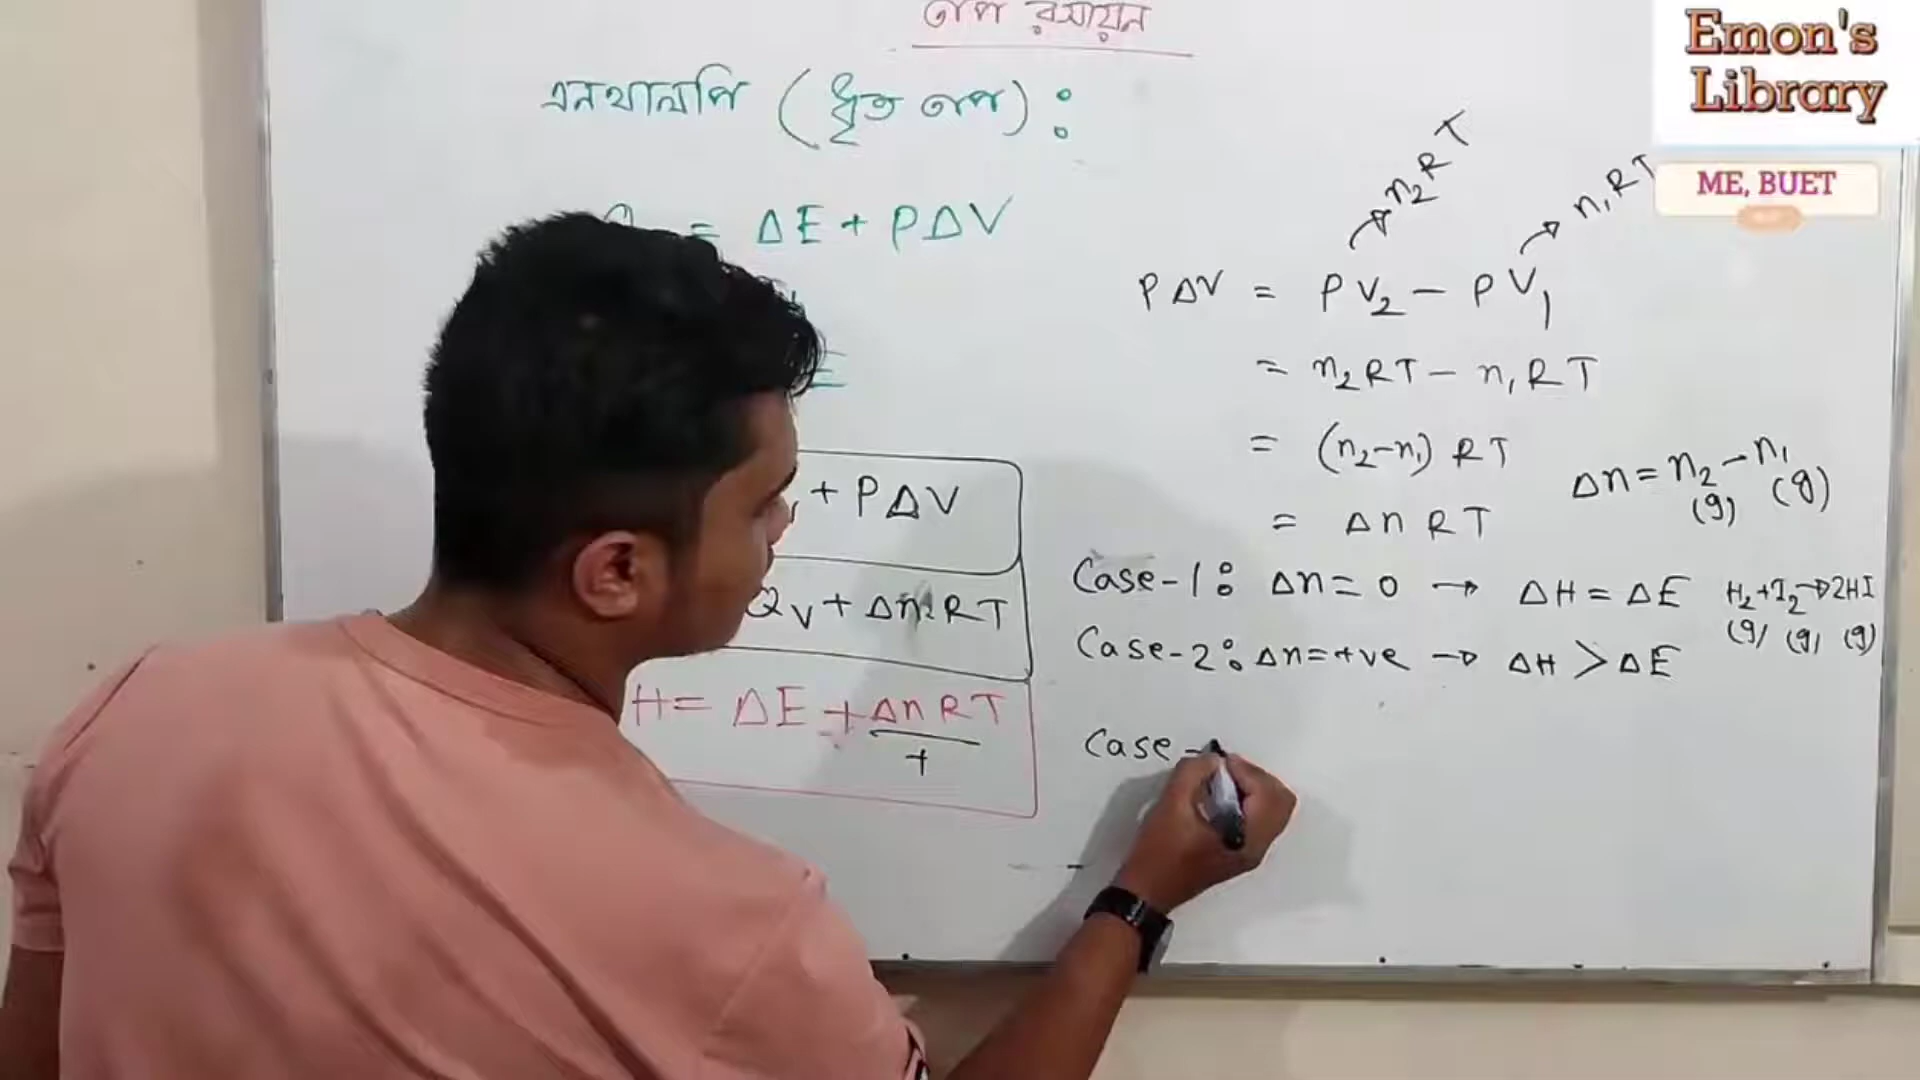 তাপ রসায়ন
এনথালপি (ধৃত তাপ) :
= ΔE + PΔV
E
+ PΔV
Qv + Δn RT
H = ΔE + ΔnRT
+
n₂RT
n₁RT
PΔV = PV₂ − PV₁
= n₂RT − n₁RT
= (n₂−n₁) RT
= Δn RT
Δn = n₂ − n₁
(g) (g)
Case-1: Δn = 0 → ΔH = ΔE
H₂+I₂→2HI
(g) (g) (g)
Case-2: Δn=+ve → ΔH > ΔE
Case -
Emon's
Library
ME, BUET